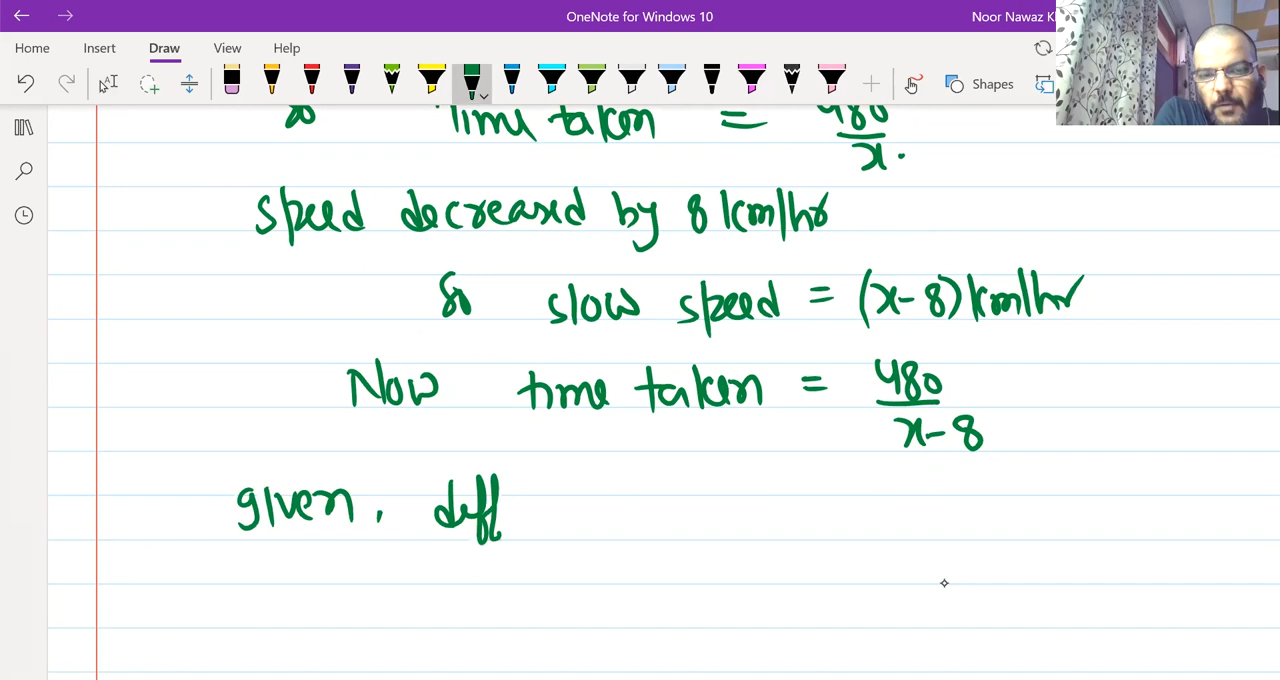 OneNote for Windows 10
Noor Nawaz K
Home Insert Draw View Help
Shapes
So Time taken = 480/x.
Speed decreased by 8 km/hr
So slow speed = (x-8) km/hr
Now time taken = 480/x-8
given, diff